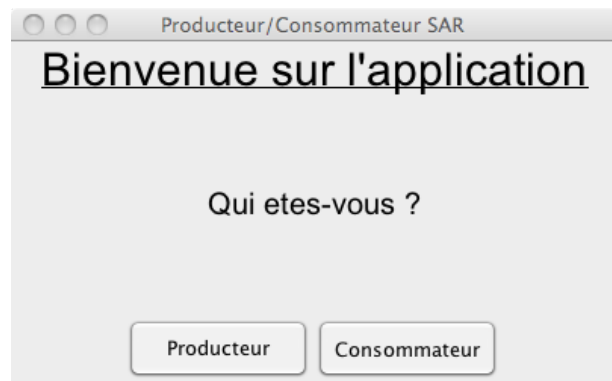 Producteur/Consommateur SAR
Bienvenue sur l'application
Qui etes-vous ?
Producteur Consommateur